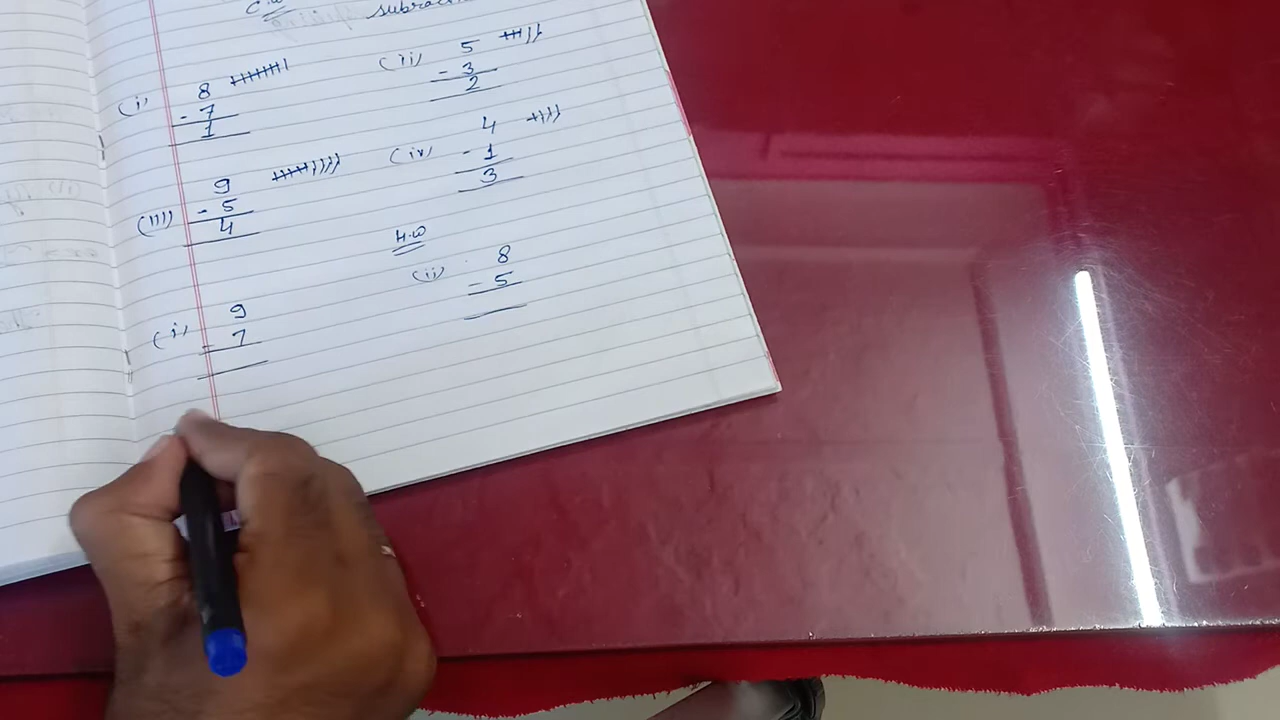 C.W
(i) 8
- 7
1
(ii) 5
- 3
2
(iii) 9
- 5
4
(iv) 4
- 1
3
H.W
(i) 9
- 7
(ii) 8
- 5